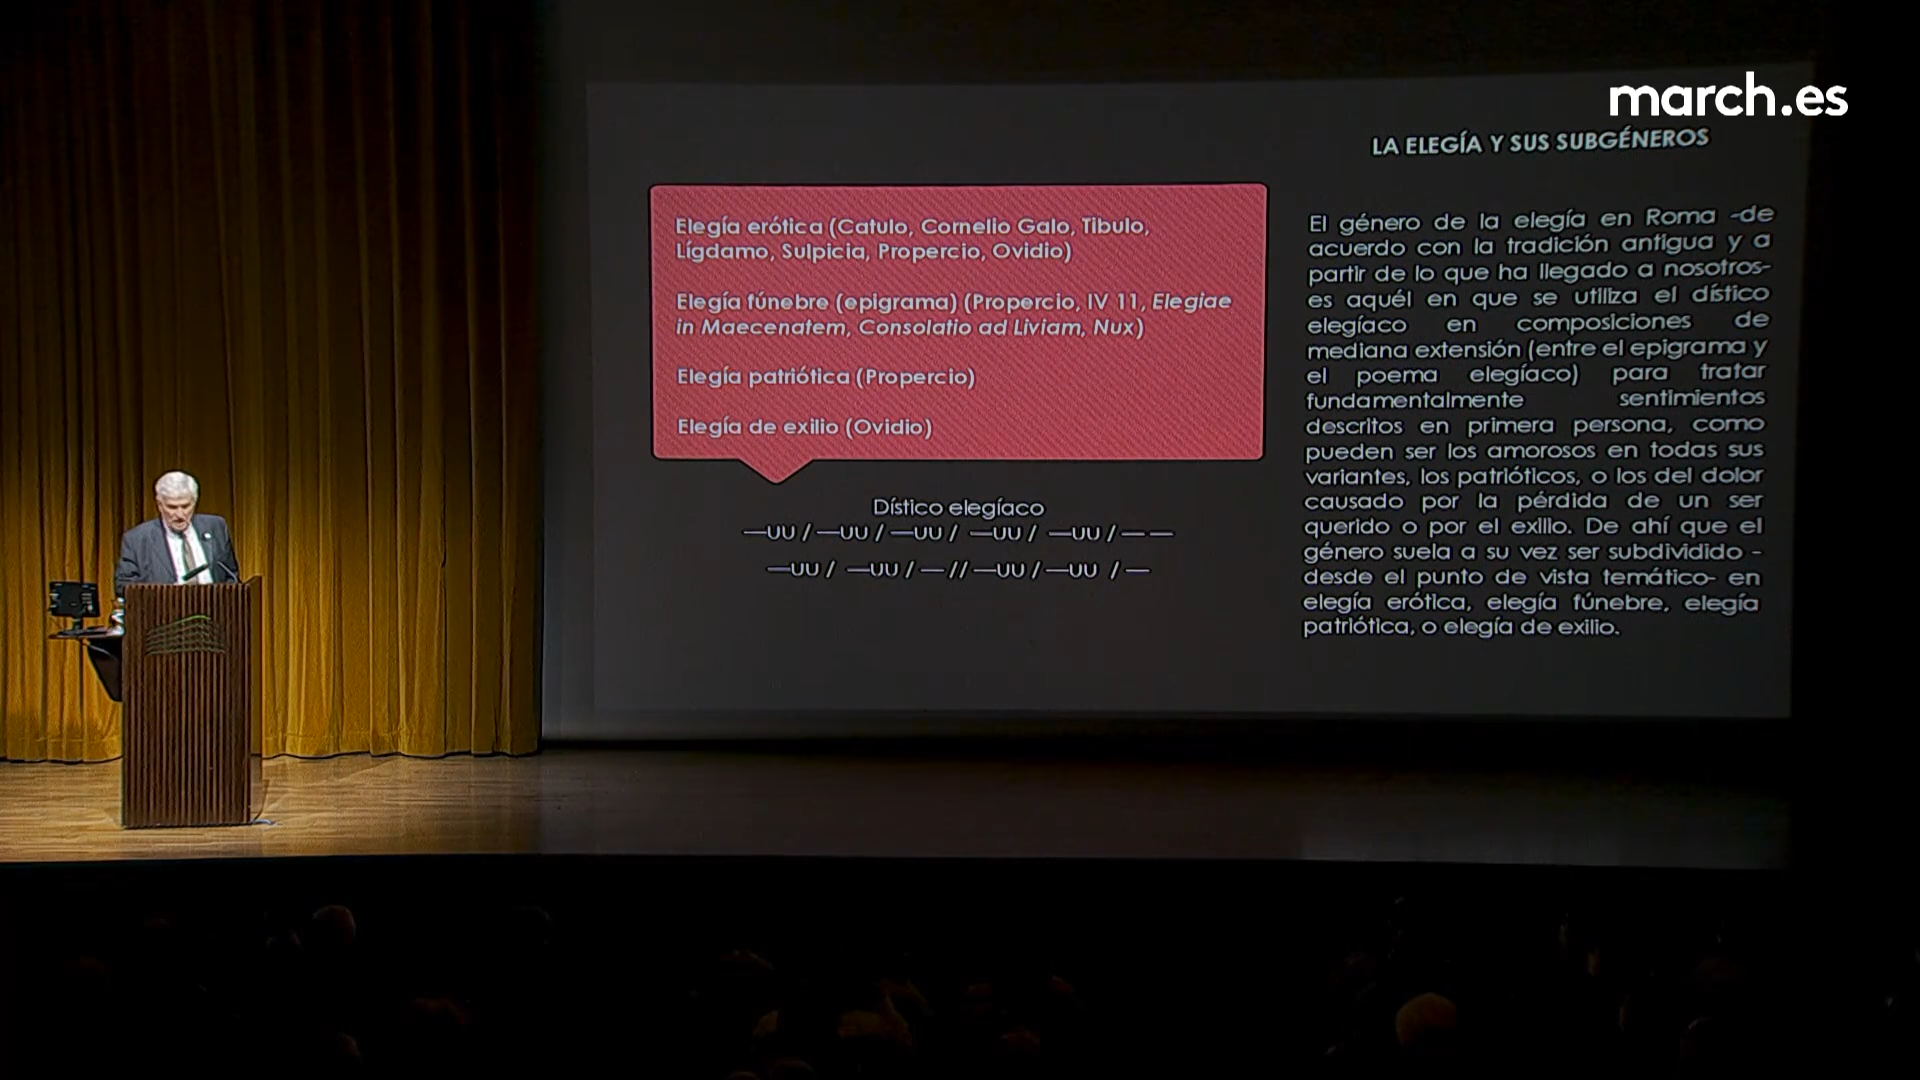 march.es
LA ELEGÍA Y SUS SUBGÉNEROS
Elegía erótica (Catulo, Cornelio Galo, Tibulo,
Lígdamo, Sulpicia, Propercio, Ovidio)
Elegía fúnebre (epigrama) (Propercio, IV 11, Elegiae
in Maecenatem, Consolatio ad Liviam, Nux)
Elegía patriótica (Propercio)
Elegía de exilio (Ovidio)
Dístico elegíaco
—UU / —UU / —UU / —UU / —UU / — —
—UU / —UU / — // —UU / —UU / —
El género de la elegía en Roma -de
acuerdo con la tradición antigua y a
partir de lo que ha llegado a nosotros-
es aquél en que se utiliza el dístico
elegíaco en composiciones de
mediana extensión (entre el epigrama y
el poema elegíaco) para tratar
fundamentalmente sentimientos
descritos en primera persona, como
pueden ser los amorosos en todas sus
variantes, los patrióticos, o los del dolor
causado por la pérdida de un ser
querido o por el exilio. De ahí que el
género suela a su vez ser subdividido -
desde el punto de vista temático- en
elegía erótica, elegía fúnebre, elegía
patriótica, o elegía de exilio.